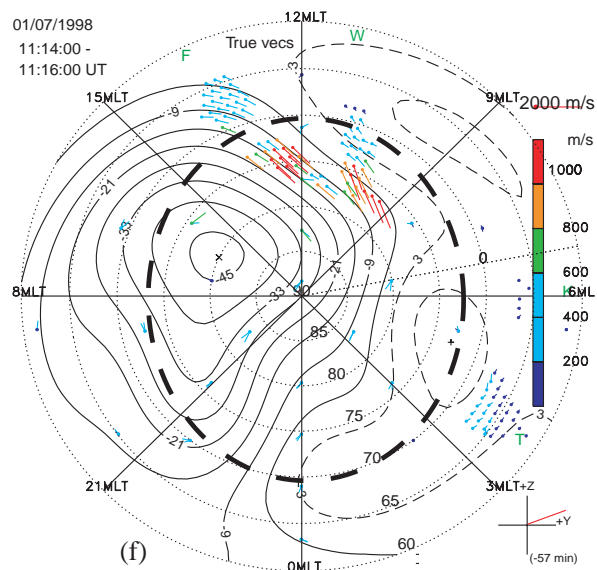 01/07/1998
11:14:00 -
11:16:00 UT
12MLT
True vecs
F
W
3
15MLT
9MLT
2000 m/s
m/s
-9
1000
-21
800
-33
3
0
600
-45
-33
-21
-9
90
8MLT
6ML
K
400
85
200
80
75
3
-21
T
70
21MLT
3MLT
+Z
3
65
+Y
-9
60
(f)
(-57 min)
0MLT